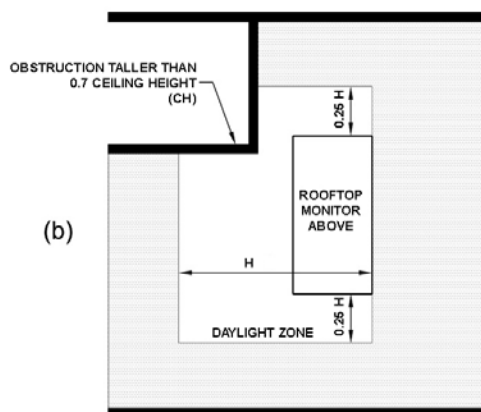 OBSTRUCTION TALLER THAN
0.7 CEILING HEIGHT
(CH)
0.25 H
ROOFTOP
MONITOR
ABOVE
(b)
H
0.25 H
DAYLIGHT ZONE